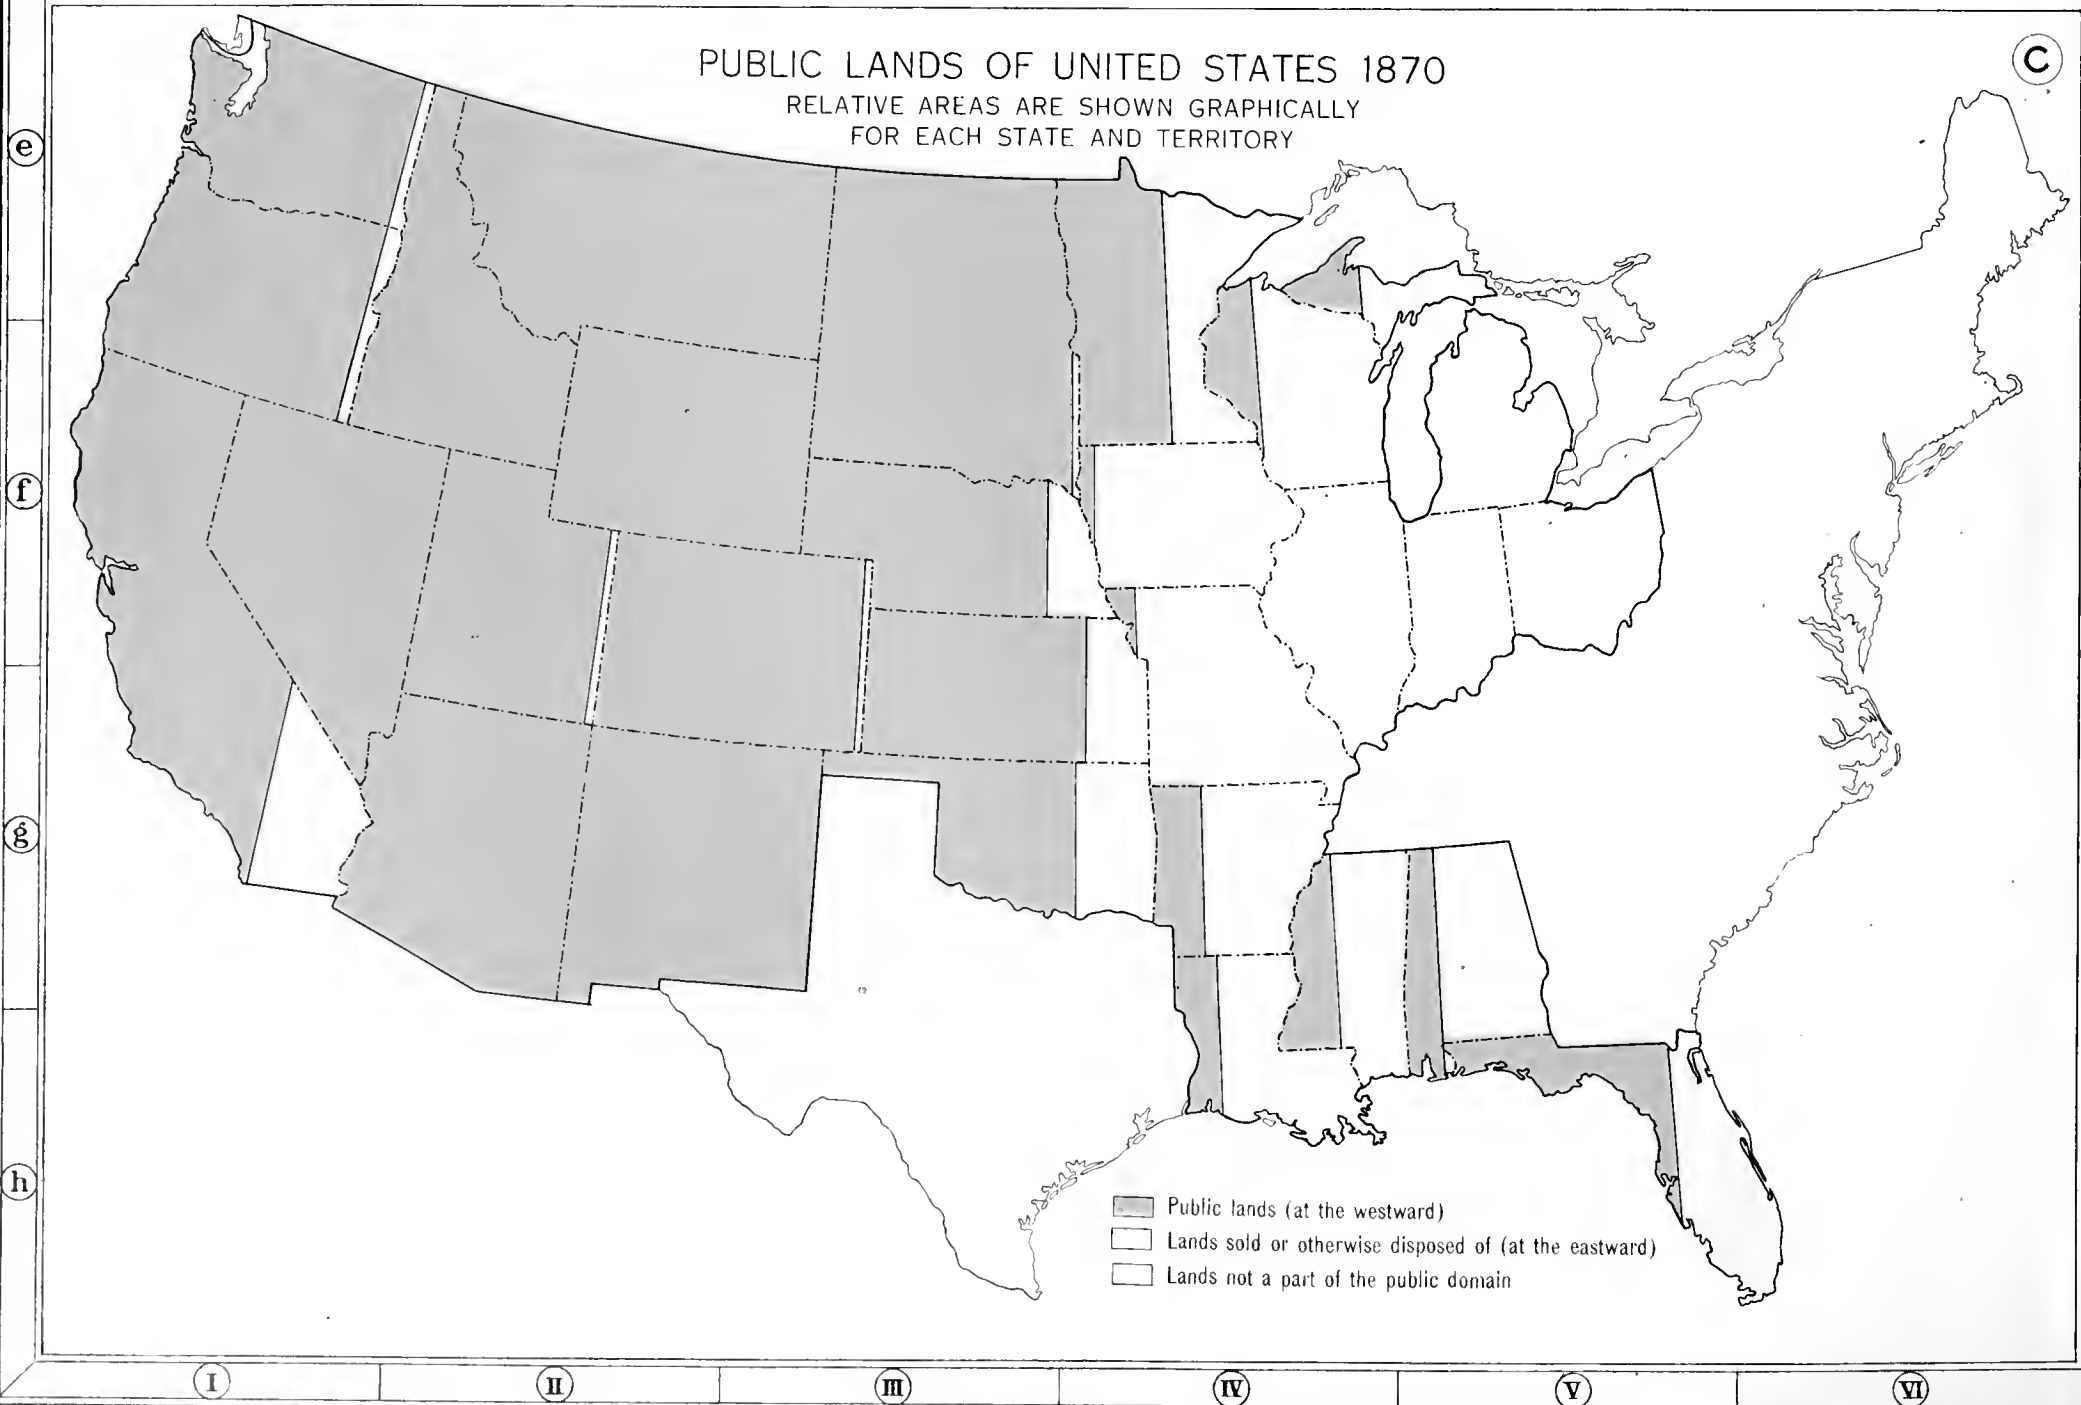 PUBLIC LANDS OF UNITED STATES 1870
RELATIVE AREAS ARE SHOWN GRAPHICALLY
FOR EACH STATE AND TERRITORY
C
e
f
g
h
Public lands (at the westward)
Lands sold or otherwise disposed of (at the eastward)
Lands not a part of the public domain
I
II
III
IV
V
VI